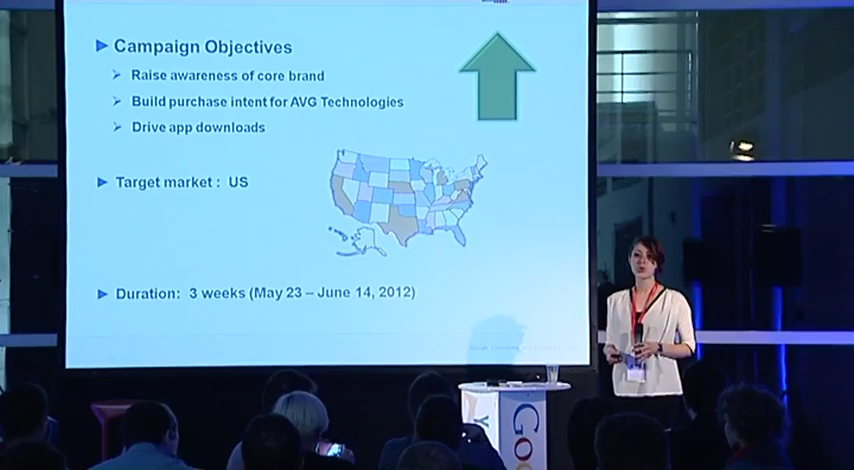 Campaign Objectives
Raise awareness of core brand
Build purchase intent for AVG Technologies
Drive app downloads
Target market : US
Duration: 3 weeks (May 23 – June 14, 2012)
Y
Goo